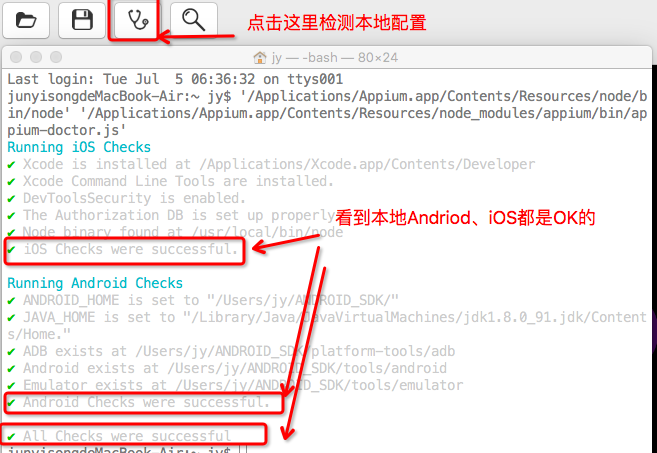 点击这里检测本地配置
jy — -bash — 80×24
Last login: Tue Jul  5 06:36:32 on ttys001
junyisongdeMacBook-Air:~ jy$ '/Applications/Appium.app/Contents/Resources/node/b
in/node' '/Applications/Appium.app/Contents/Resources/node_modules/appium/bin/ap
pium-doctor.js'
Running iOS Checks
✔ Xcode is installed at /Applications/Xcode.app/Contents/Developer
✔ Xcode Command Line Tools are installed.
✔ DevToolsSecurity is enabled.
✔ The Authorization DB is set up properly
看到本地Andriod、iOS都是OK的
✔ Node binary found at /usr/local/bin/node
✔ iOS Checks were successful.
Running Android Checks
✔ ANDROID_HOME is set to "/Users/jy/ANDROID_SDK/"
✔ JAVA_HOME is set to "/Library/Java/JavaVirtualMachines/jdk1.8.0_91.jdk/Content
s/Home."
✔ ADB exists at /Users/jy/ANDROID_SDK/platform-tools/adb
✔ Android exists at /Users/jy/ANDROID_SDK/tools/android
✔ Emulator exists at /Users/jy/ANDROID_SDK/tools/emulator
✔ Android Checks were successful.
✔ All Checks were successful
junyisongdeMacBook-Air:~ jy$